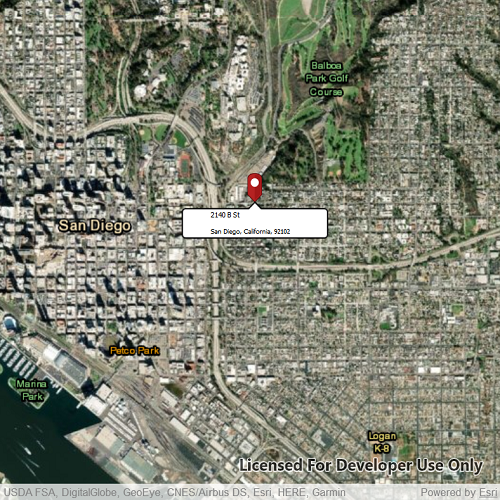 Balboa
Park Golf
Course
2140 B St
San Diego, California, 92102
San Diego
Petco Park
Marina
Park
Logan
K-8
Licensed For Developer Use Only
USDA FSA, DigitalGlobe, GeoEye, CNES/Airbus DS, Esri, HERE, Garmin
Powered by Esri